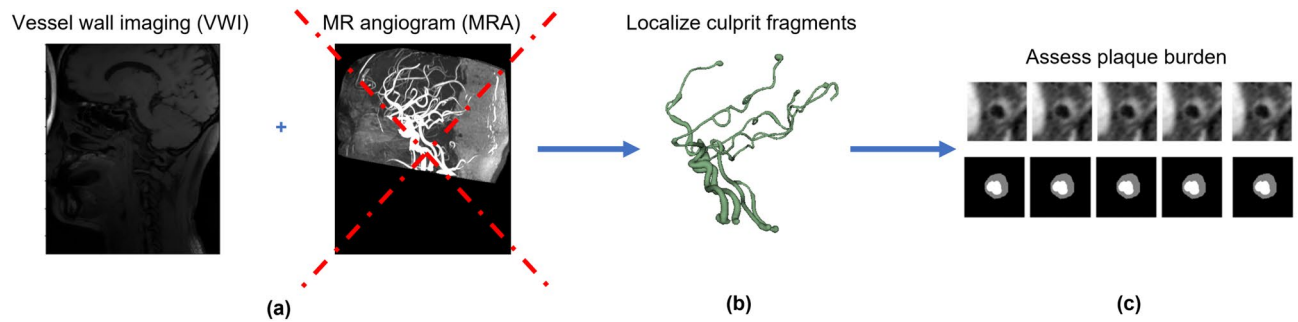 Vessel wall imaging (VWI)
+
MR angiogram (MRA)
Localize culprit fragments
Assess plaque burden
(a)
(b)
(c)